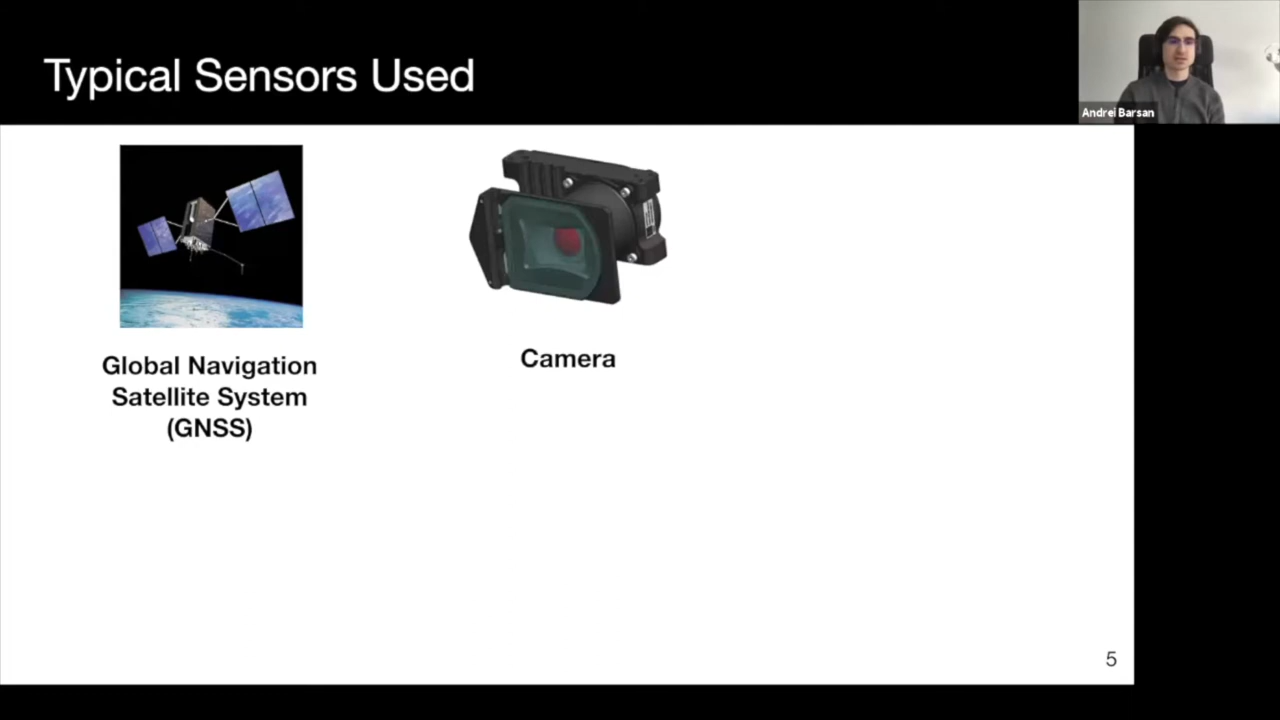 Typical Sensors Used
Andrei Barsan
Global Navigation
Satellite System
(GNSS)
Camera
5